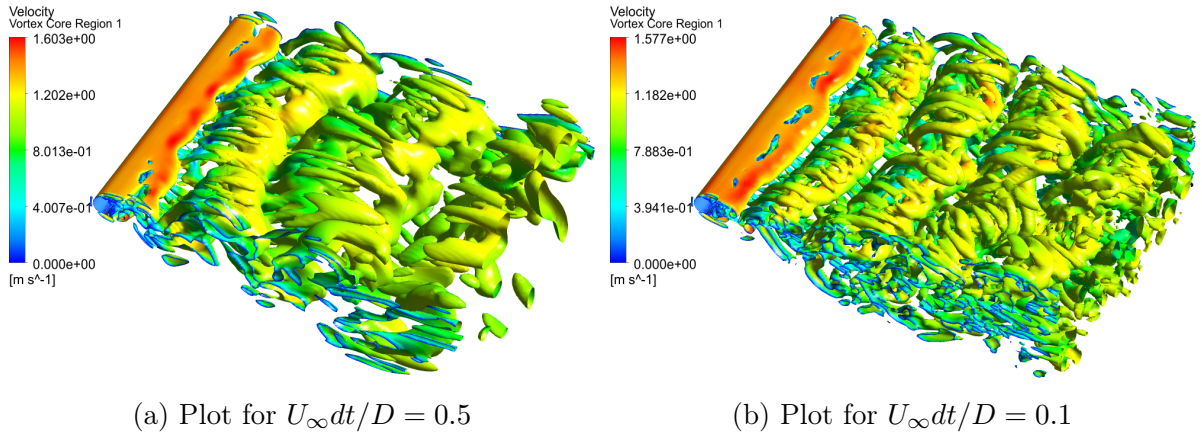 Velocity
Vortex Core Region 1
1.603e+00
1.202e+00
8.013e-01
4.007e-01
0.000e+00
[m s^-1]
Velocity
Vortex Core Region 1
1.577e+00
1.182e+00
7.883e-01
3.941e-01
0.000e+00
[m s^-1]
(a) Plot for U∞dt/D = 0.5
(b) Plot for U∞dt/D = 0.1